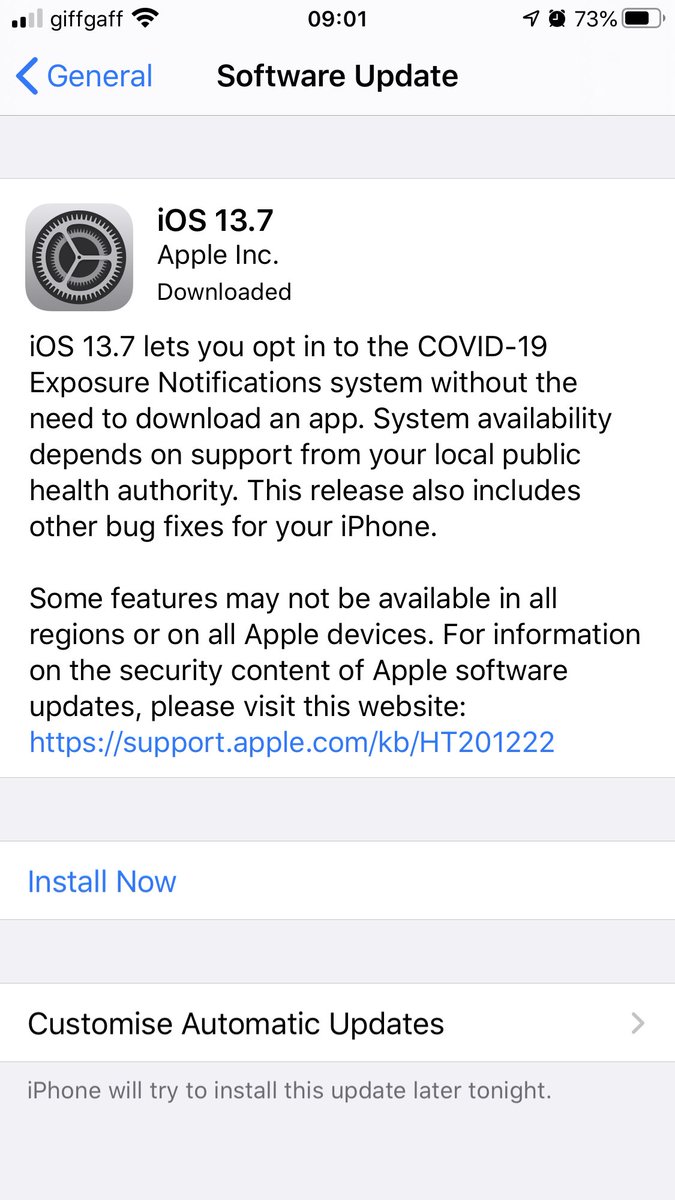 giffgaff 09:01 73%
General Software Update
iOS 13.7
Apple Inc.
Downloaded
iOS 13.7 lets you opt in to the COVID-19
Exposure Notifications system without the
need to download an app. System availability
depends on support from your local public
health authority. This release also includes
other bug fixes for your iPhone.
Some features may not be available in all
regions or on all Apple devices. For information
on the security content of Apple software
updates, please visit this website:
https://support.apple.com/kb/HT201222
Install Now
Customise Automatic Updates
iPhone will try to install this update later tonight.